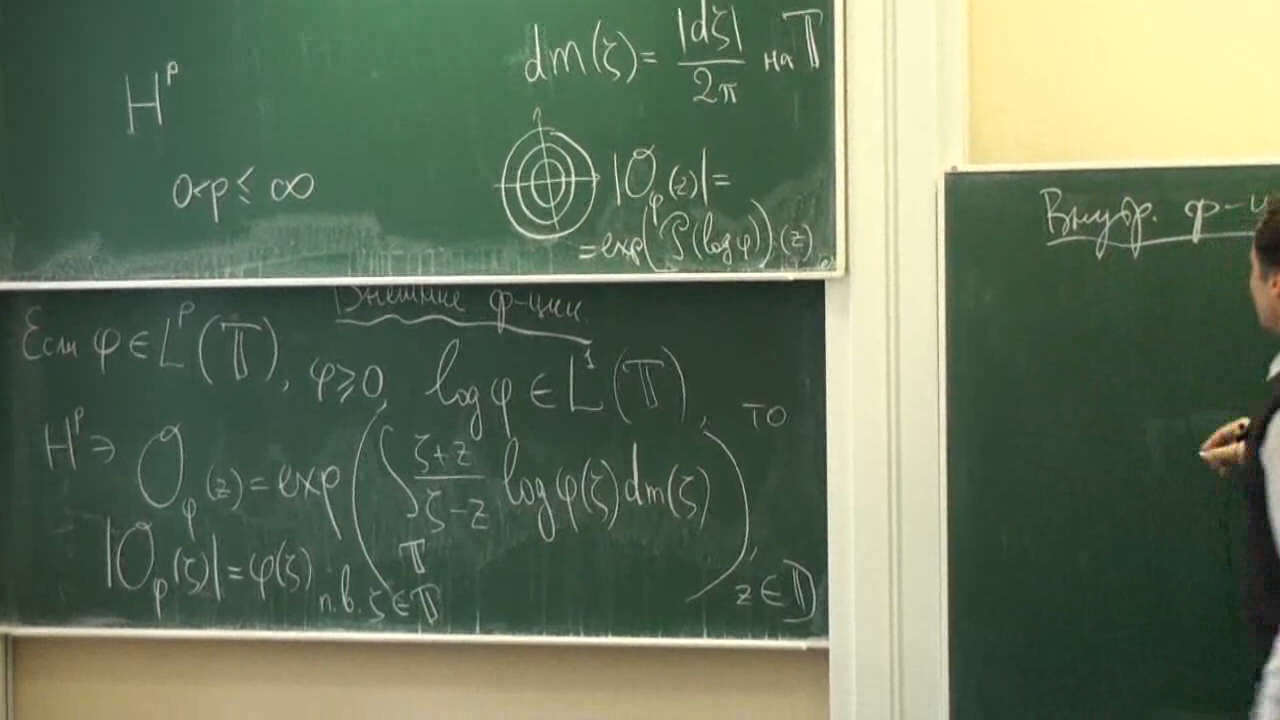 H^p
0<p≤∞
dm(ζ) = |dζ|/2π на 𝕋
|O_φ(z)| =
= exp(P(log φ))(z)
Внешние ф-ции
Если φ ∈ L^p(𝕋), φ ≥ 0, log φ ∈ L^1(𝕋), то
H^p ∋ O_φ(z) = exp(∫_𝕋 (ζ+z)/(ζ-z) log φ(ζ) dm(ζ)), z ∈ 𝔻
|O_φ(ζ)| = φ(ζ) п.в. ζ ∈ 𝕋
Внутр. ф-ц